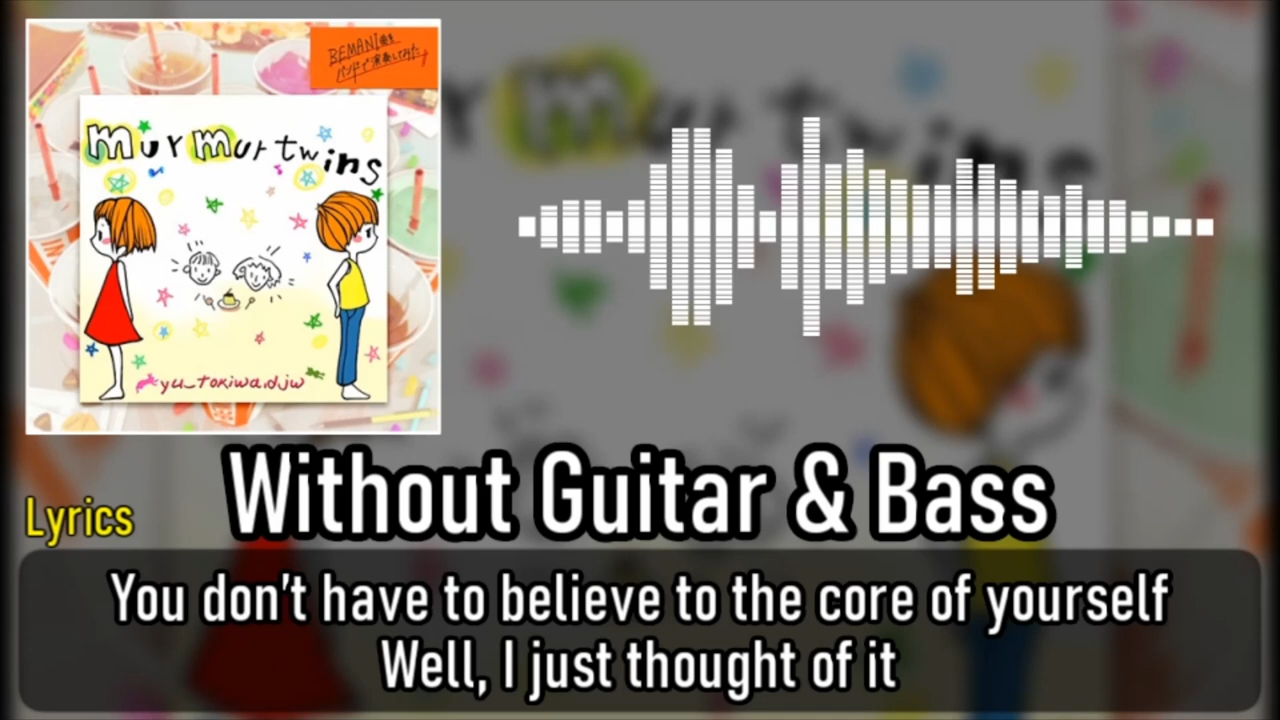 BEMANI曲を
バンドで演奏してみた
murmur twins
yu_tokiwa.djw
Without Guitar & Bass
Lyrics
You don't have to believe to the core of yourself
Well, I just thought of it